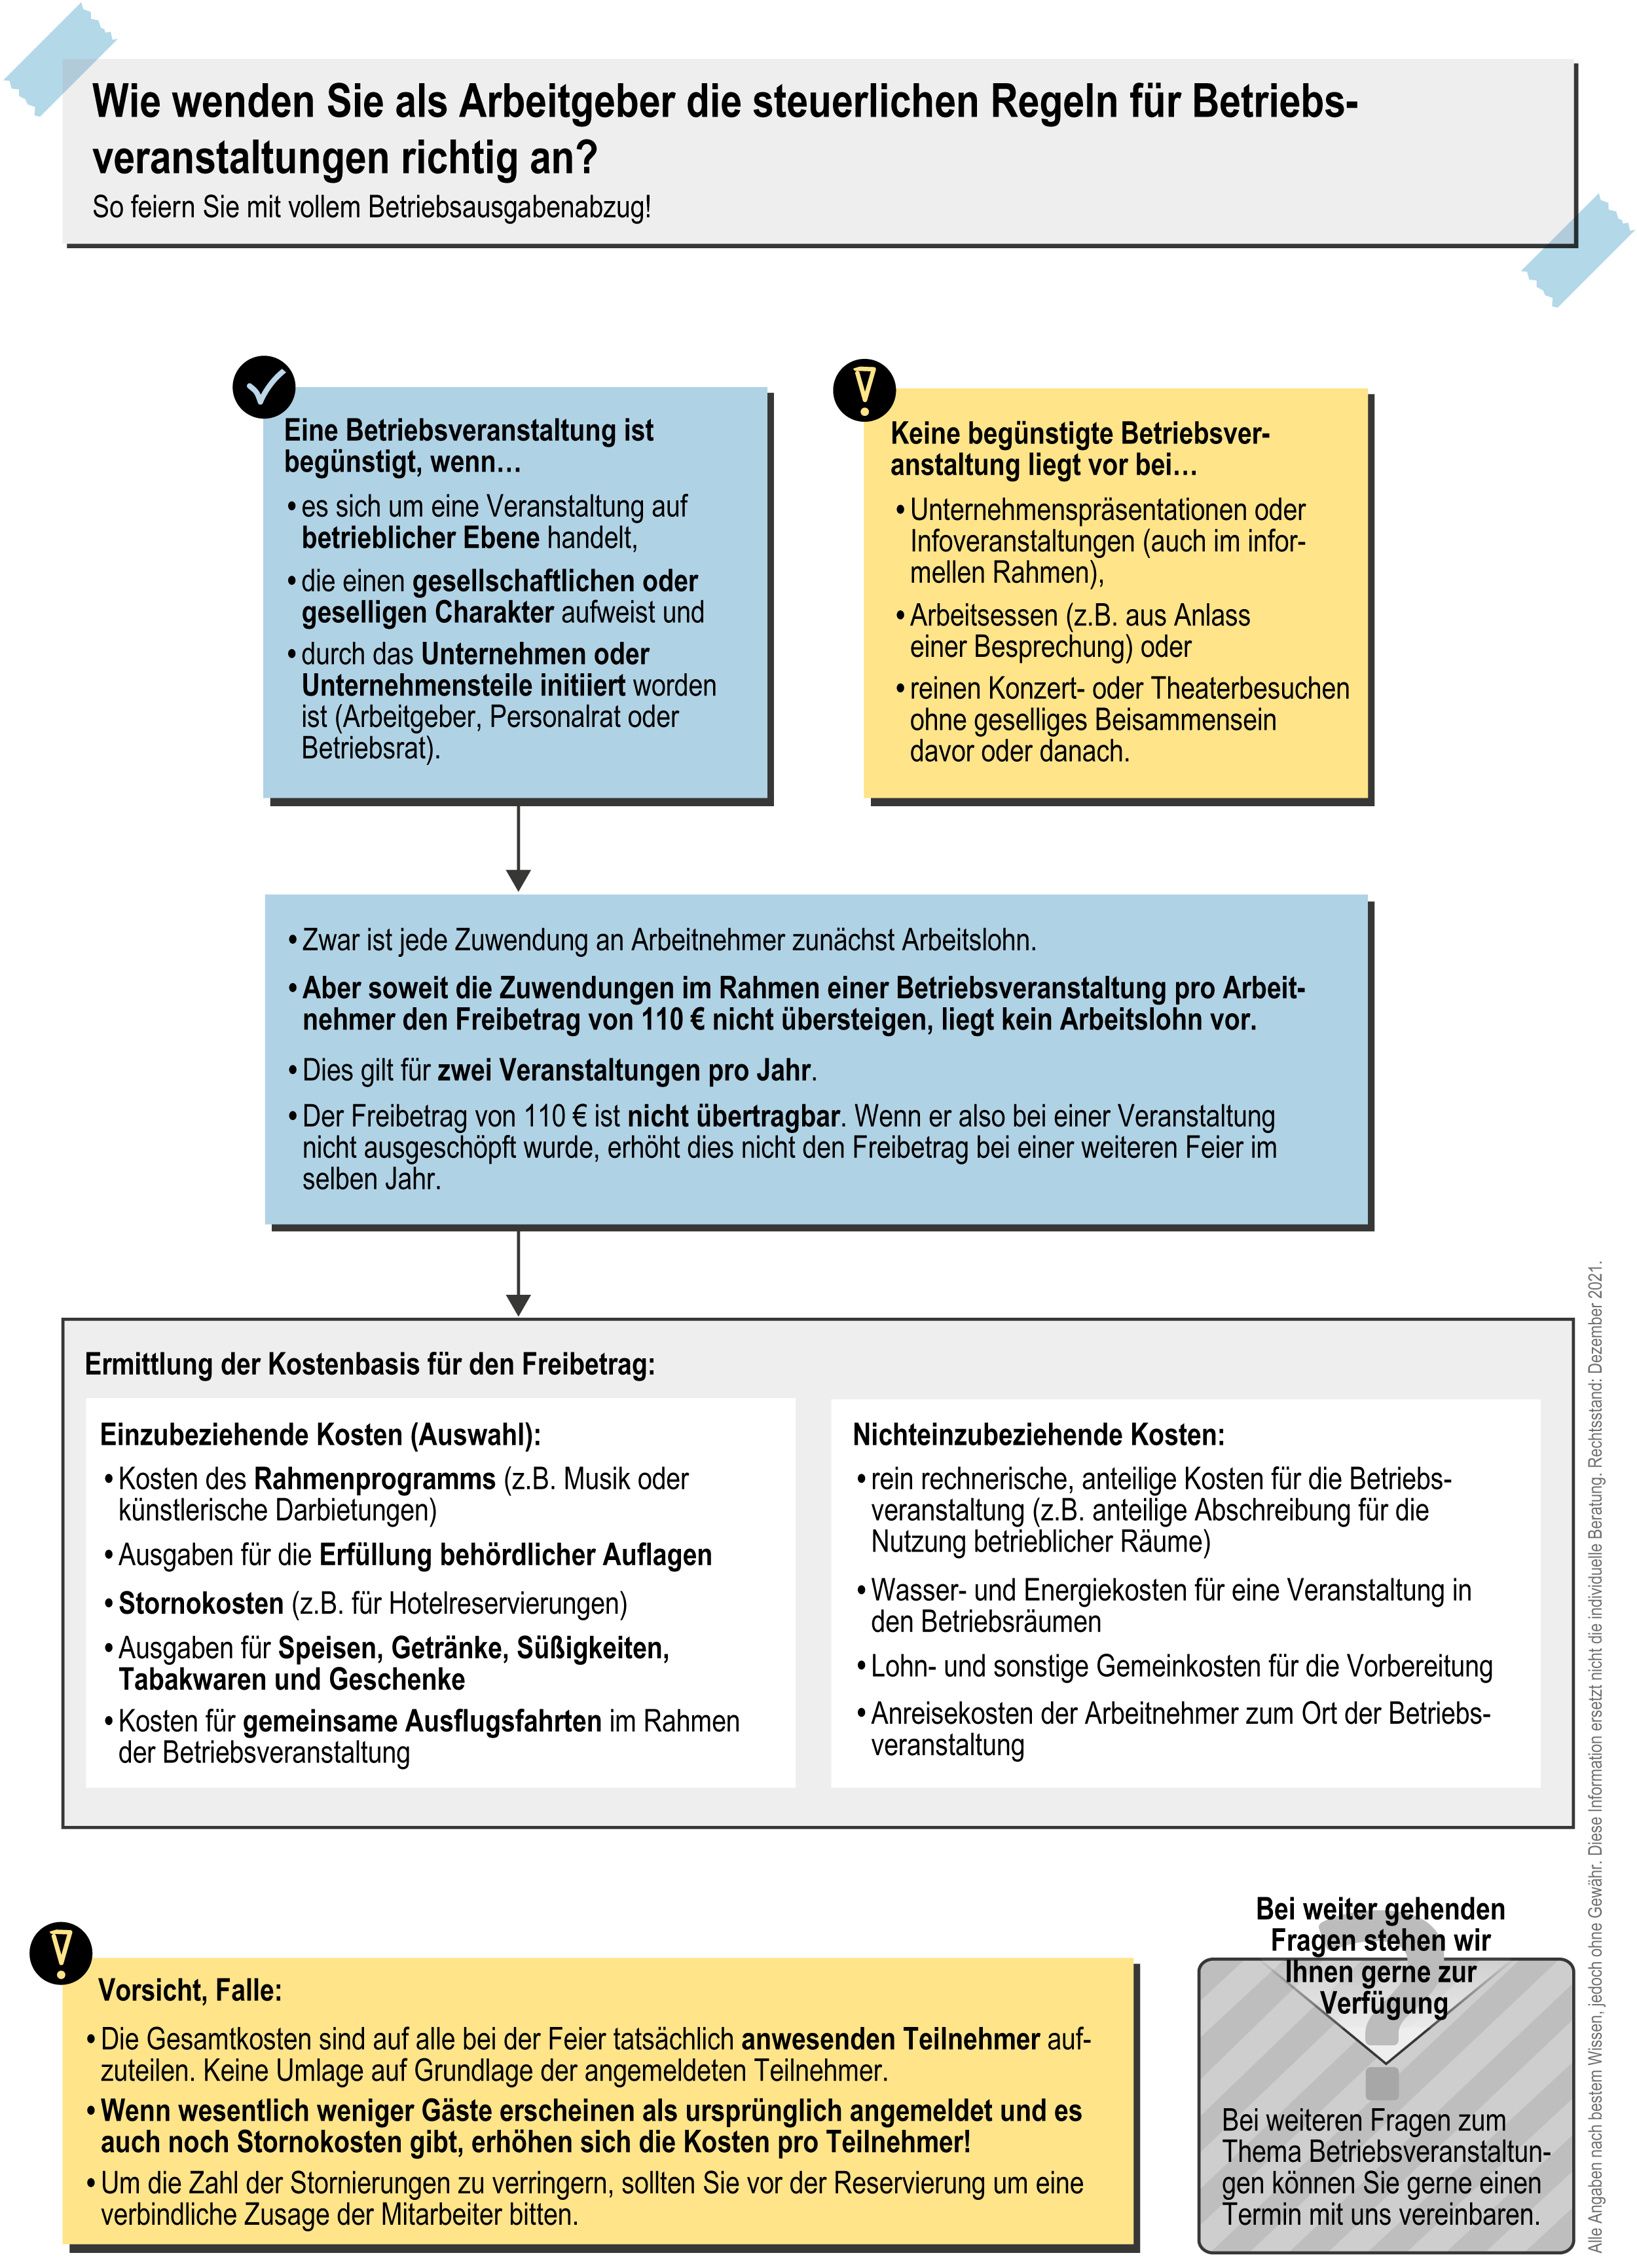 Wie wenden Sie als Arbeitgeber die steuerlichen Regeln für Betriebs-
veranstaltungen richtig an?
So feiern Sie mit vollem Betriebsausgabenabzug!
Eine Betriebsveranstaltung ist
begünstigt, wenn…
• es sich um eine Veranstaltung auf
betrieblicher Ebene handelt,
• die einen gesellschaftlichen oder
geselligen Charakter aufweist und
• durch das Unternehmen oder
Unternehmensteile initiiert worden
ist (Arbeitgeber, Personalrat oder
Betriebsrat).
Keine begünstigte Betriebsver-
anstaltung liegt vor bei…
• Unternehmenspräsentationen oder
Infoveranstaltungen (auch im infor-
mellen Rahmen),
• Arbeitsessen (z.B. aus Anlass
einer Besprechung) oder
• reinen Konzert- oder Theaterbesuchen
ohne geselliges Beisammensein
davor oder danach.
• Zwar ist jede Zuwendung an Arbeitnehmer zunächst Arbeitslohn.
• Aber soweit die Zuwendungen im Rahmen einer Betriebsveranstaltung pro Arbeit-
nehmer den Freibetrag von 110 € nicht übersteigen, liegt kein Arbeitslohn vor.
• Dies gilt für zwei Veranstaltungen pro Jahr.
• Der Freibetrag von 110 € ist nicht übertragbar. Wenn er also bei einer Veranstaltung
nicht ausgeschöpft wurde, erhöht dies nicht den Freibetrag bei einer weiteren Feier im
selben Jahr.
Ermittlung der Kostenbasis für den Freibetrag:
Einzubeziehende Kosten (Auswahl):
• Kosten des Rahmenprogramms (z.B. Musik oder
künstlerische Darbietungen)
• Ausgaben für die Erfüllung behördlicher Auflagen
• Stornokosten (z.B. für Hotelreservierungen)
• Ausgaben für Speisen, Getränke, Süßigkeiten,
Tabakwaren und Geschenke
• Kosten für gemeinsame Ausflugsfahrten im Rahmen
der Betriebsveranstaltung
Nichteinzubeziehende Kosten:
• rein rechnerische, anteilige Kosten für die Betriebs-
veranstaltung (z.B. anteilige Abschreibung für die
Nutzung betrieblicher Räume)
• Wasser- und Energiekosten für eine Veranstaltung in
den Betriebsräumen
• Lohn- und sonstige Gemeinkosten für die Vorbereitung
• Anreisekosten der Arbeitnehmer zum Ort der Betriebs-
veranstaltung
Vorsicht, Falle:
• Die Gesamtkosten sind auf alle bei der Feier tatsächlich anwesenden Teilnehmer auf-
zuteilen. Keine Umlage auf Grundlage der angemeldeten Teilnehmer.
• Wenn wesentlich weniger Gäste erscheinen als ursprünglich angemeldet und es
auch noch Stornokosten gibt, erhöhen sich die Kosten pro Teilnehmer!
• Um die Zahl der Stornierungen zu verringern, sollten Sie vor der Reservierung um eine
verbindliche Zusage der Mitarbeiter bitten.
Bei weiter gehenden
Fragen stehen wir
Ihnen gerne zur
Verfügung
Bei weiteren Fragen zum
Thema Betriebsveranstaltun-
gen können Sie gerne einen
Termin mit uns vereinbaren.
Alle Angaben nach bestem Wissen, jedoch ohne Gewähr. Diese Information ersetzt nicht die individuelle Beratung. Rechtsstand: Dezember 2021.